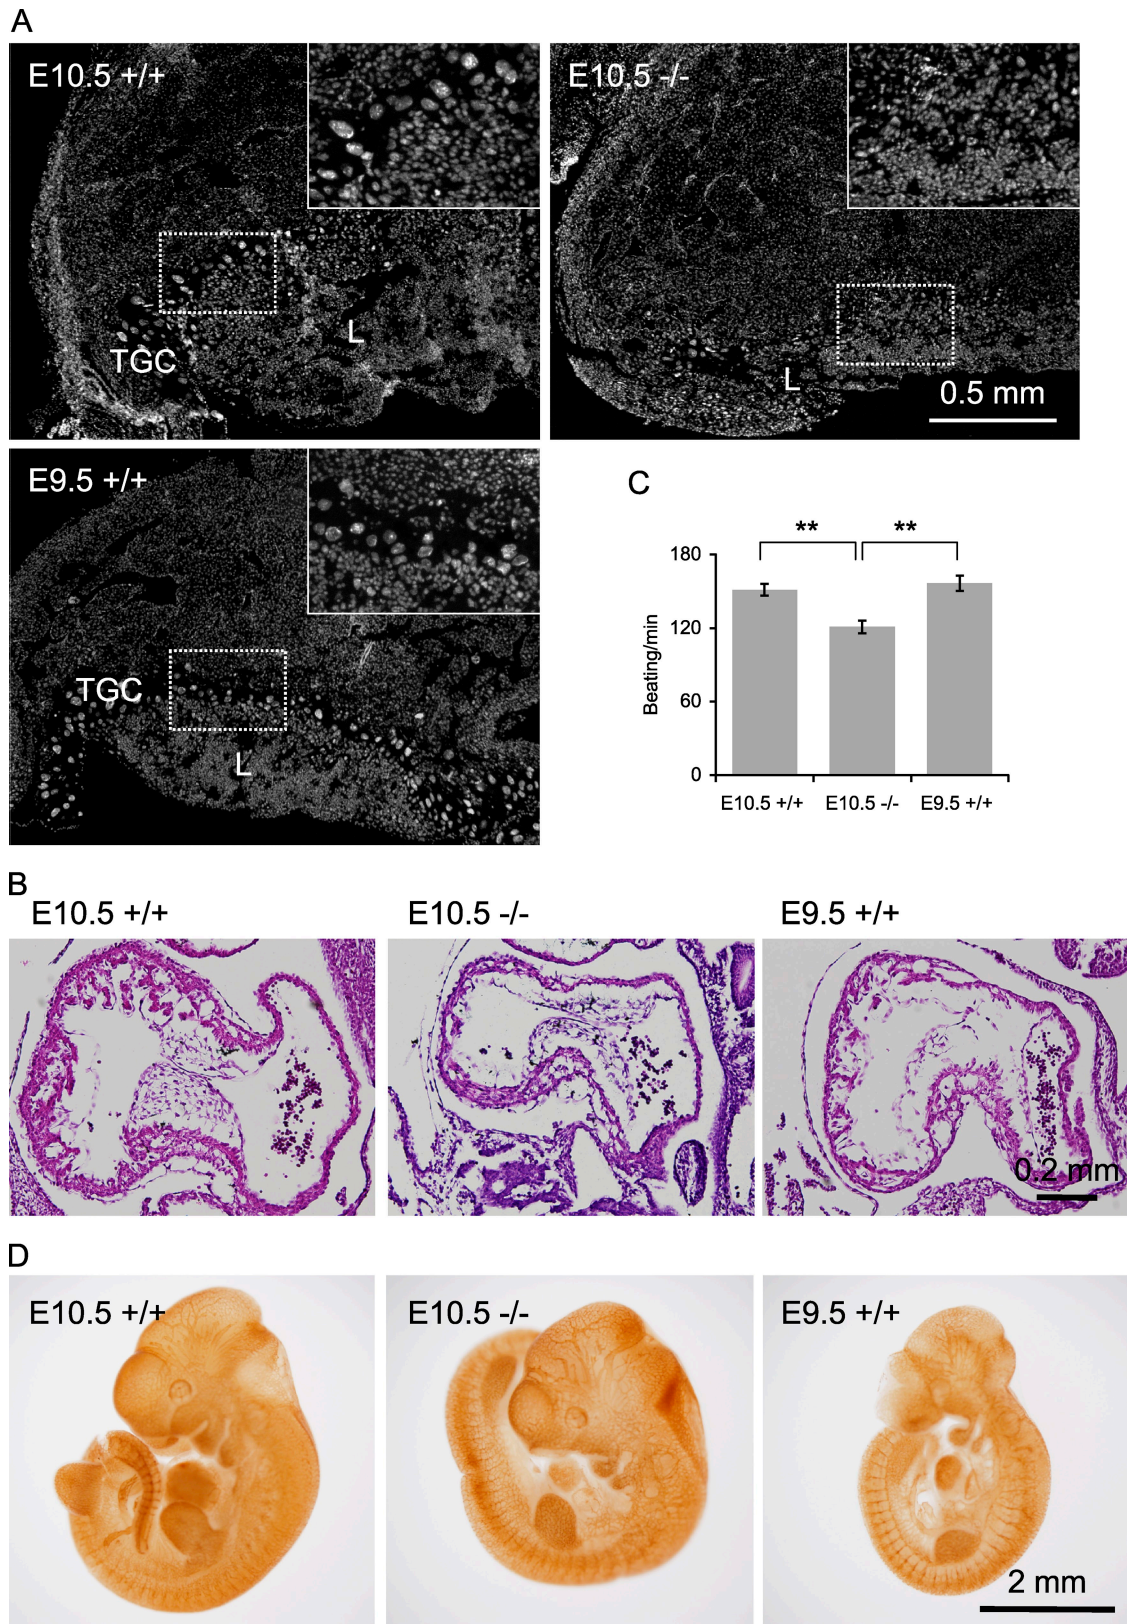 A
E10.5 +/+
TGC
L
E10.5 -/-
L
0.5 mm
E9.5 +/+
TGC
L
C
** **
180
120
60
0
Beating/min
E10.5 +/+ E10.5 -/- E9.5 +/+
B
E10.5 +/+ E10.5 -/- E9.5 +/+
0.2 mm
D
E10.5 +/+ E10.5 -/- E9.5 +/+
2 mm